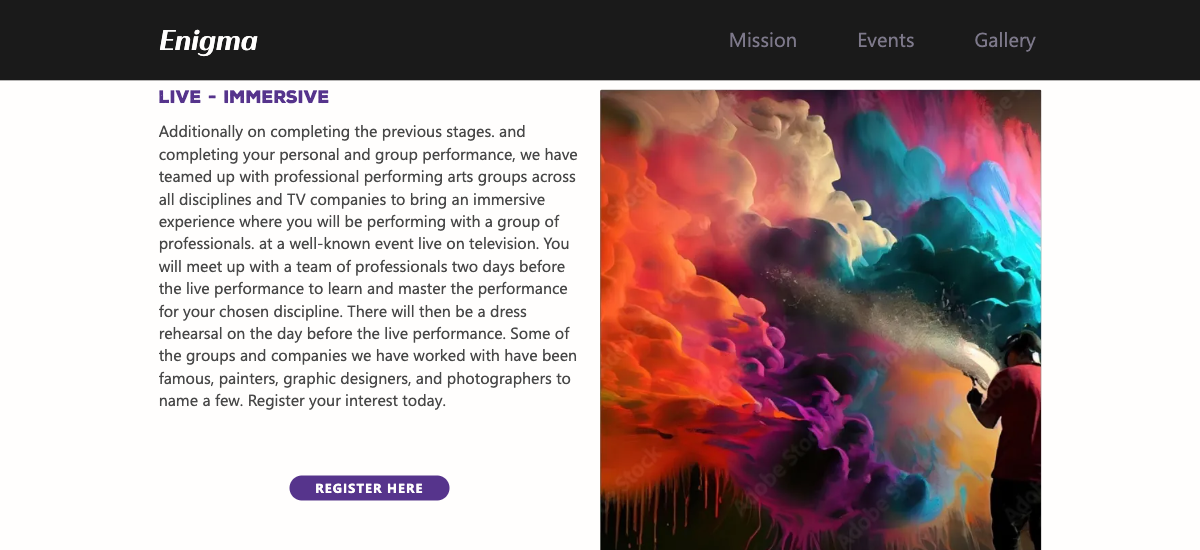 Enigma
Mission Events Gallery
LIVE - IMMERSIVE
Additionally on completing the previous stages. and
completing your personal and group performance, we have
teamed up with professional performing arts groups across
all disciplines and TV companies to bring an immersive
experience where you will be performing with a group of
professionals. at a well-known event live on television. You
will meet up with a team of professionals two days before
the live performance to learn and master the performance
for your chosen discipline. There will then be a dress
rehearsal on the day before the live performance. Some of
the groups and companies we have worked with have been
famous, painters, graphic designers, and photographers to
name a few. Register your interest today.
REGISTER HERE
Adobe Stock